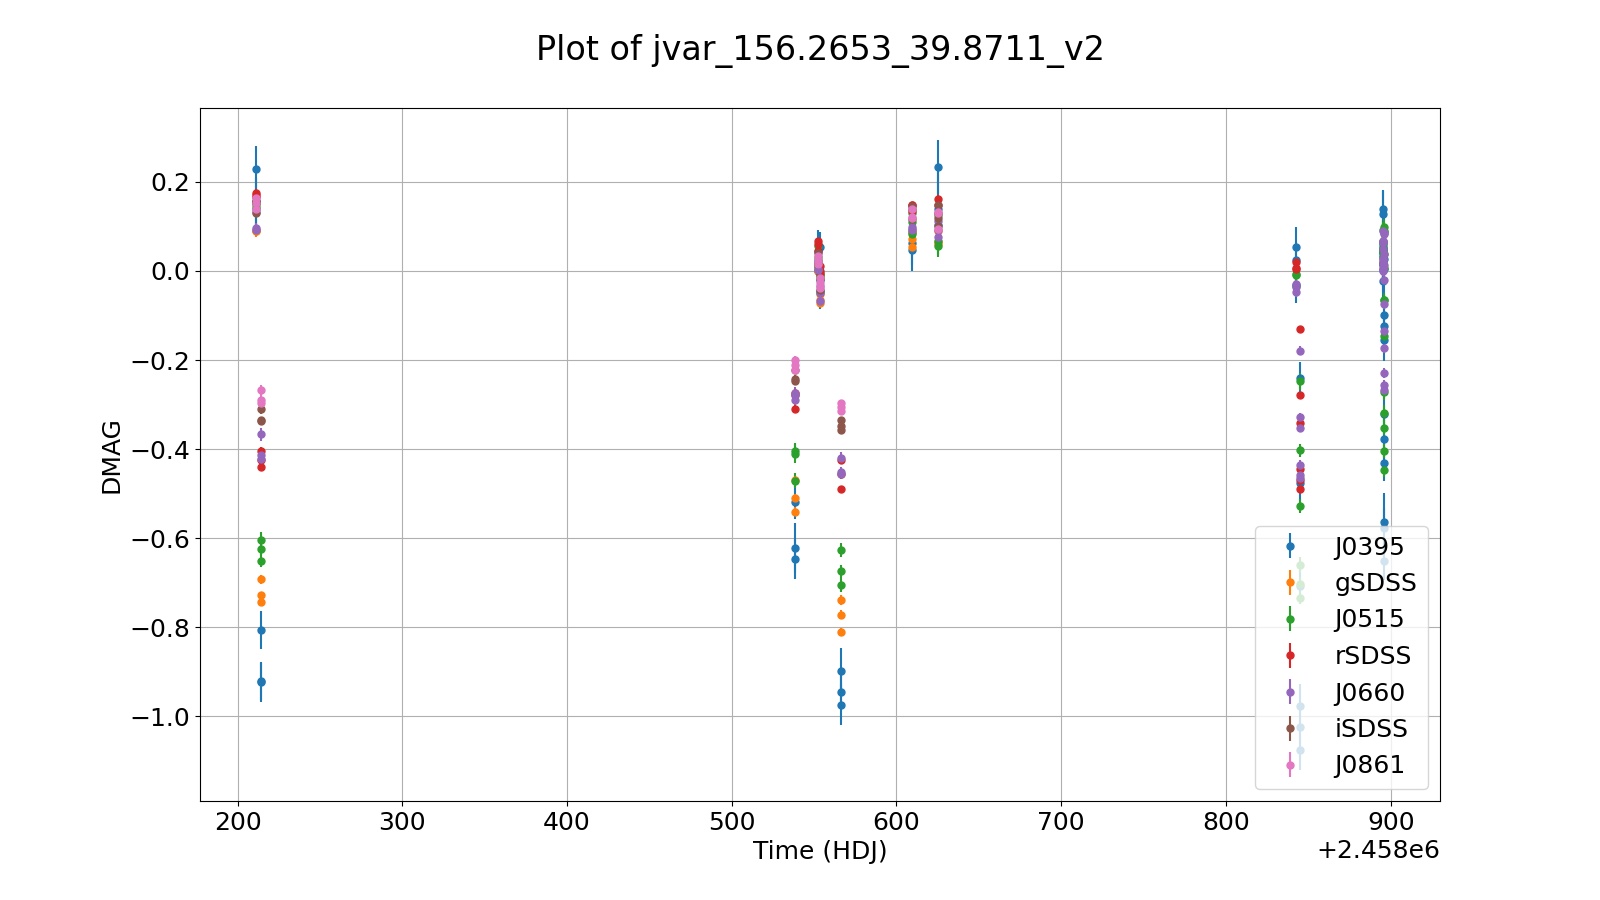 Plot of jvar_156.2653_39.8711_v2
DMAG
0.2
0.0
−0.2
−0.4
−0.6
−0.8
−1.0
J0395
gSDSS
J0515
rSDSS
J0660
iSDSS
J0861
200 300 400 500 600 700 800 900
Time (HDJ)
+2.458e6